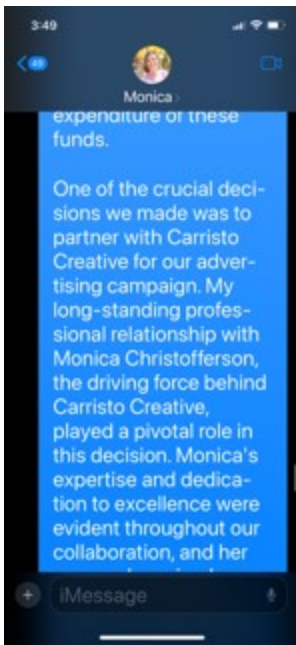 3:49
49
Monica
expenditure of these
funds.
One of the crucial deci-
sions we made was to
partner with Carristo
Creative for our adver-
tising campaign. My
long-standing profes-
sional relationship with
Monica Christofferson,
the driving force behind
Carristo Creative,
played a pivotal role in
this decision. Monica's
expertise and dedica-
tion to excellence were
evident throughout our
collaboration, and her
iMessage